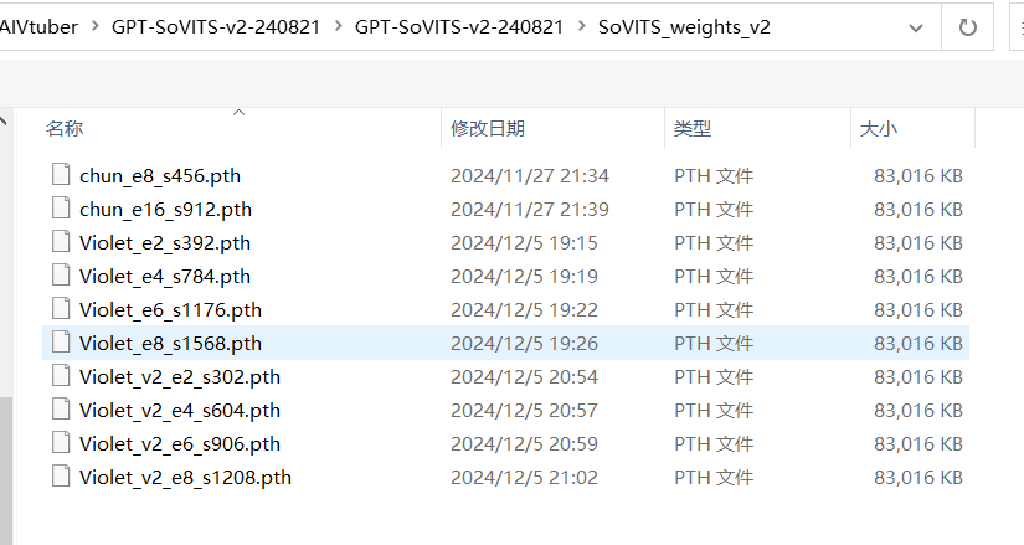 AIVtuber > GPT-SoVITS-v2-240821 > GPT-SoVITS-v2-240821 > SoVITS_weights_v2
名称 修改日期 类型 大小
chun_e8_s456.pth 2024/11/27 21:34 PTH 文件 83,016 KB
chun_e16_s912.pth 2024/11/27 21:39 PTH 文件 83,016 KB
Violet_e2_s392.pth 2024/12/5 19:15 PTH 文件 83,016 KB
Violet_e4_s784.pth 2024/12/5 19:19 PTH 文件 83,016 KB
Violet_e6_s1176.pth 2024/12/5 19:22 PTH 文件 83,016 KB
Violet_e8_s1568.pth 2024/12/5 19:26 PTH 文件 83,016 KB
Violet_v2_e2_s302.pth 2024/12/5 20:54 PTH 文件 83,016 KB
Violet_v2_e4_s604.pth 2024/12/5 20:57 PTH 文件 83,016 KB
Violet_v2_e6_s906.pth 2024/12/5 20:59 PTH 文件 83,016 KB
Violet_v2_e8_s1208.pth 2024/12/5 21:02 PTH 文件 83,016 KB